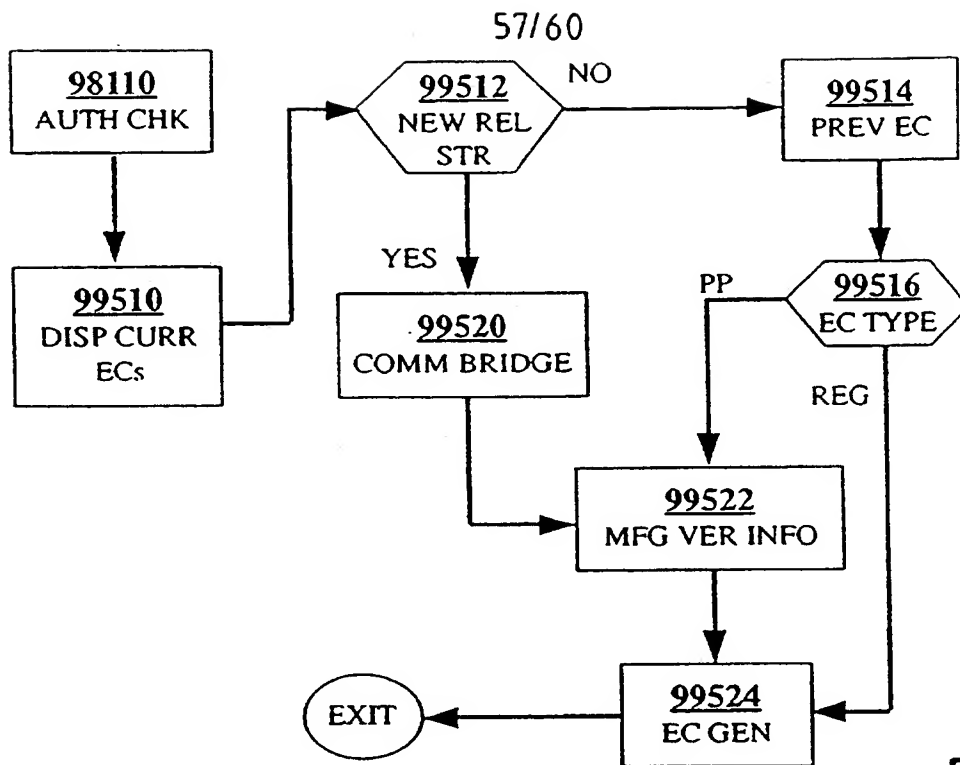 57/60
98110
AUTH CHK
99510
DISP CURR
ECs
99512
NEW REL
STR
NO
YES
99514
PREV EC
99516
EC TYPE
PP
REG
99520
COMM BRIDGE
99522
MFG VER INFO
99524
EC GEN
EXIT